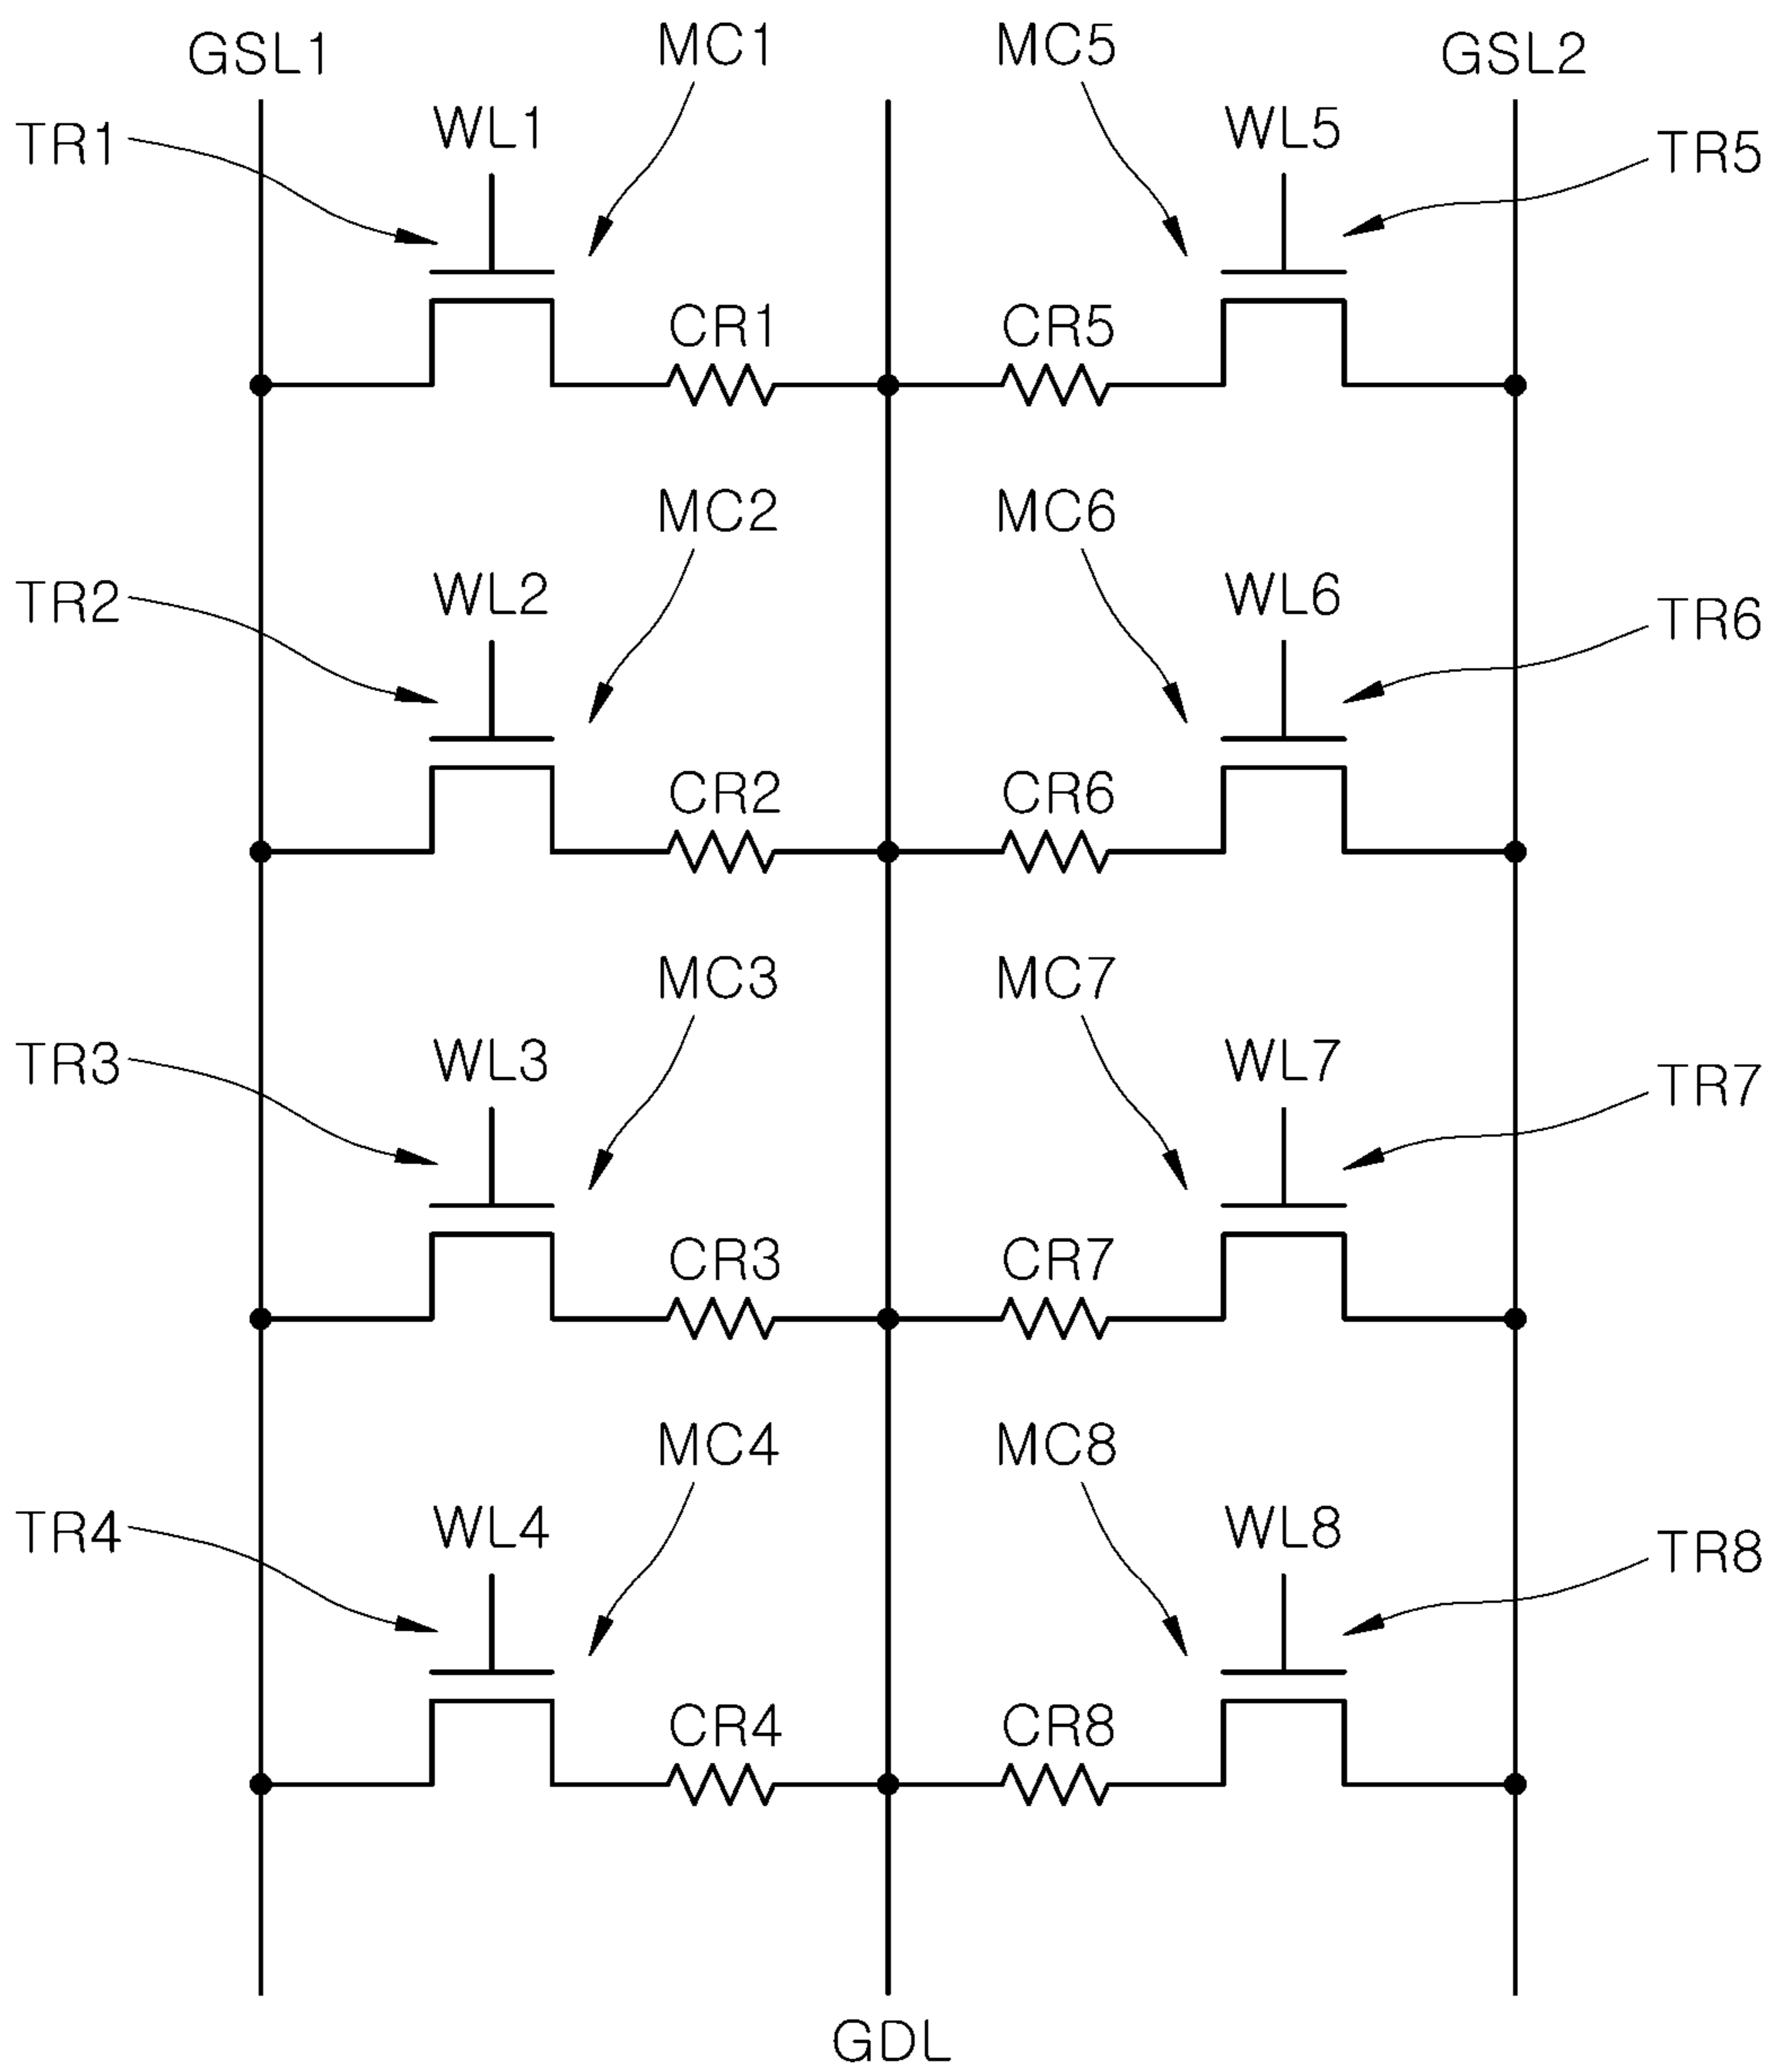 GSL1 MC1 MC5 GSL2
TR1 WL1 WL5 TR5
CR1 CR5
MC2 MC6
TR2 WL2 WL6 TR6
CR2 CR6
MC3 MC7
TR3 WL3 WL7 TR7
CR3 CR7
MC4 MC8
TR4 WL4 WL8 TR8
CR4 CR8
GDL